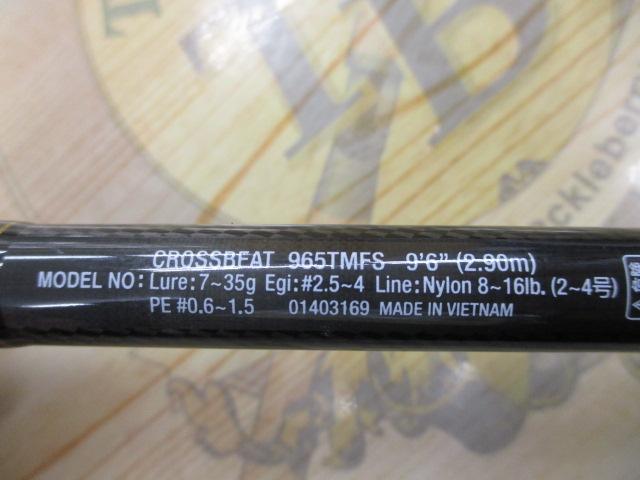 CROSSBEAT 965TMFS 9'6" (2.90m)
MODEL NO: Lure:7~35g Egi:#2.5~4 Line:Nylon 8~16lb. (2~4号)
PE #0.6~1.5 01403169 MADE IN VIETNAM